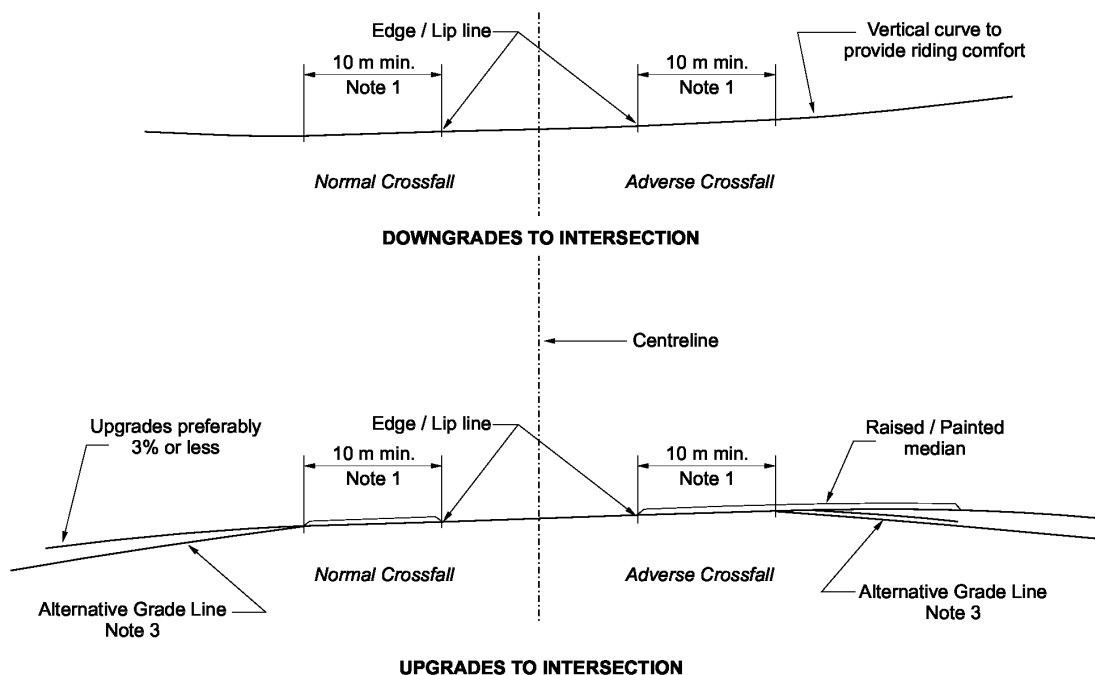 Edge / Lip line
Vertical curve to
provide riding comfort
10 m min.
Note 1
10 m min.
Note 1
Normal Crossfall
Adverse Crossfall
DOWNGRADES TO INTERSECTION
Centreline
Upgrades preferably
3% or less
Edge / Lip line
Raised / Painted
median
10 m min.
Note 1
10 m min.
Note 1
Normal Crossfall
Adverse Crossfall
Alternative Grade Line
Note 3
Alternative Grade Line
Note 3
UPGRADES TO INTERSECTION